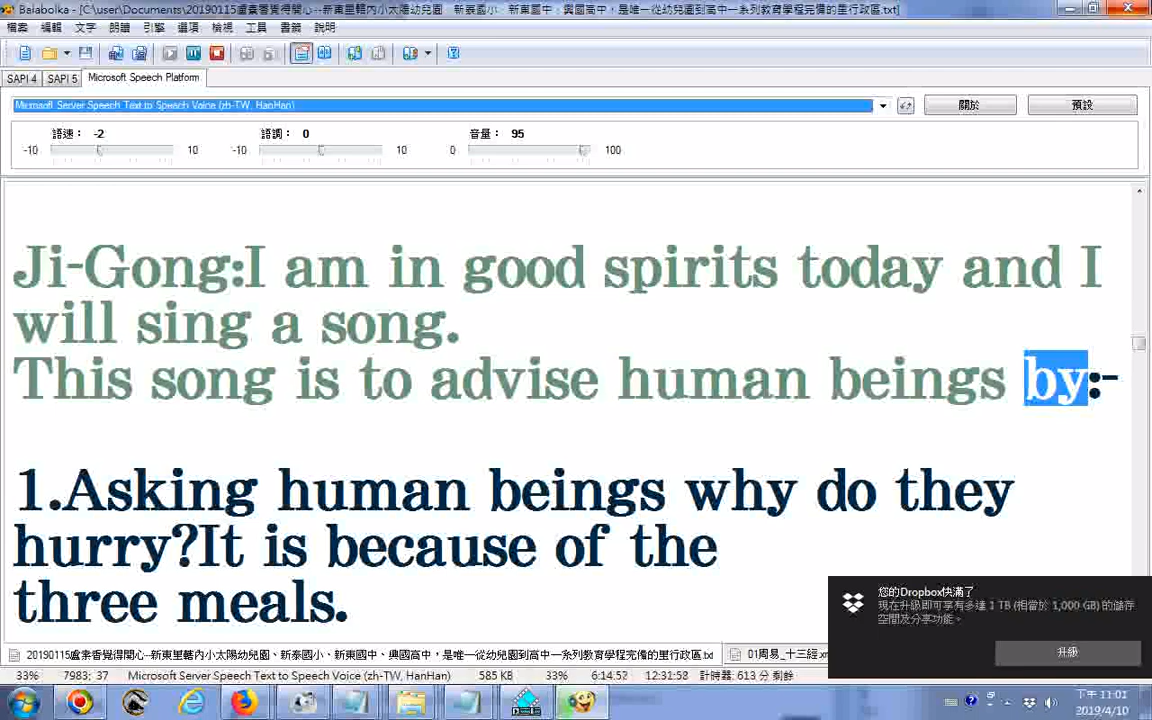 Balabolka - [C:\user\Documents\20190115盧素香覺得開心--新東里轄內小太陽幼兒園、新泰國小、新東國中、興國高中，是唯一從幼兒園到高中一系列教育學程完備的里行政區.txt]
檔案 編輯 文字 朗讀 引擎 選項 檢視 工具 書籤 說明
SAPI 4 SAPI 5 Microsoft Speech Platform
Microsoft Server Speech Text to Speech Voice (zh-TW, HanHan) 關於 預設
語速： -2 語調： 0 音量： 95
-10 10 -10 10 0 100
Ji-Gong:I am in good spirits today and I
will sing a song.
This song is to advise human beings by:-
1.Asking human beings why do they
hurry?It is because of the
three meals.
您的Dropbox快滿了
現在升級即可享有多達 1 TB (相當於 1,000 GB) 的儲存
空間及分享功能。
升級
20190115盧素香覺得開心--新東里轄內小太陽幼兒園、新泰國小、新東國中、興國高中，是唯一從幼兒園到高中一系列教育學程完備的里行政區.txt 01周易_十三經
33% 7983: 37 Microsoft Server Speech Text to Speech Voice (zh-TW, HanHan) 585 KB 33% 6:14:52 12:31:58 計時器: 613 分 剩餘
下午 11:01
2019/4/10